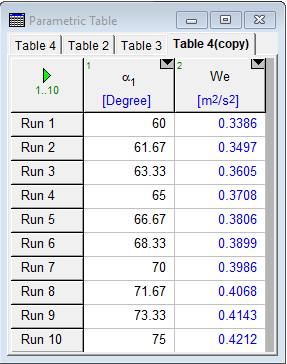 Parametric Table
Table 4 Table 2 Table 3 Table 4(copy)
1..10 1 α1 [Degree] 2 We [m2/s2]
Run 1 60 0.3386
Run 2 61.67 0.3497
Run 3 63.33 0.3605
Run 4 65 0.3708
Run 5 66.67 0.3806
Run 6 68.33 0.3899
Run 7 70 0.3986
Run 8 71.67 0.4068
Run 9 73.33 0.4143
Run 10 75 0.4212